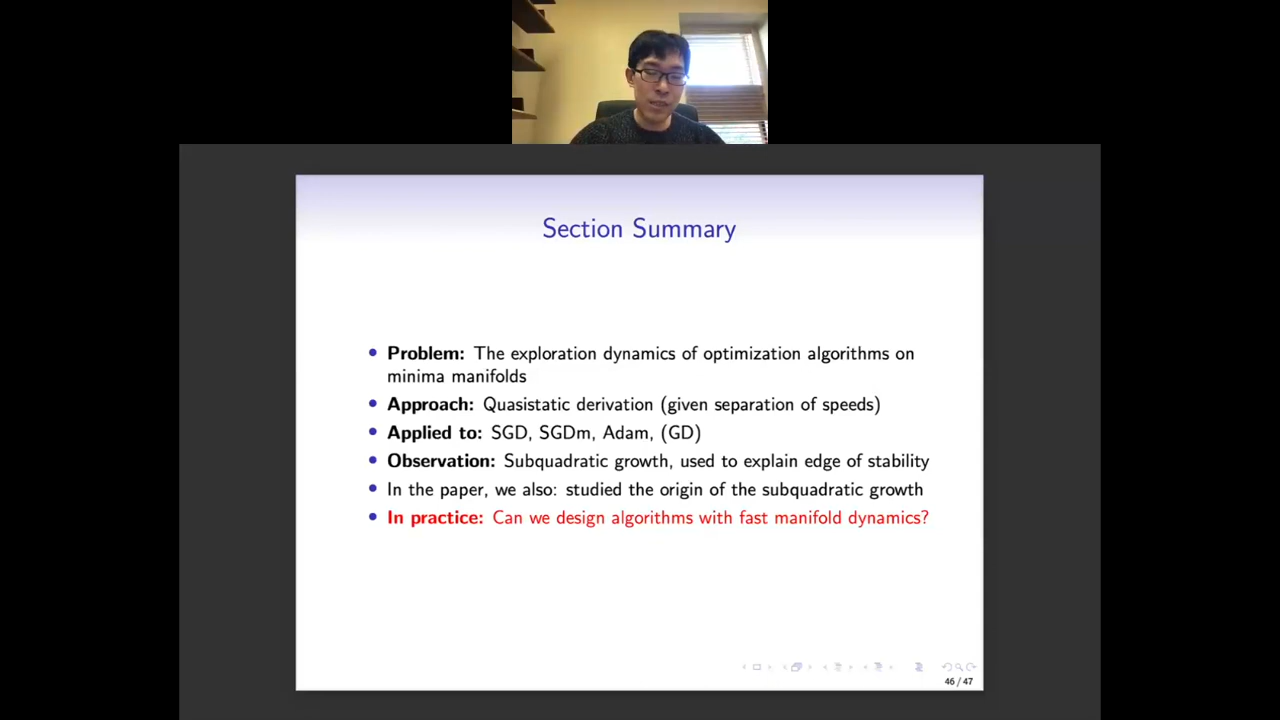 Section Summary
• Problem: The exploration dynamics of optimization algorithms on
minima manifolds
• Approach: Quasistatic derivation (given separation of speeds)
• Applied to: SGD, SGDm, Adam, (GD)
• Observation: Subquadratic growth, used to explain edge of stability
• In the paper, we also: studied the origin of the subquadratic growth
• In practice: Can we design algorithms with fast manifold dynamics?
46 / 47